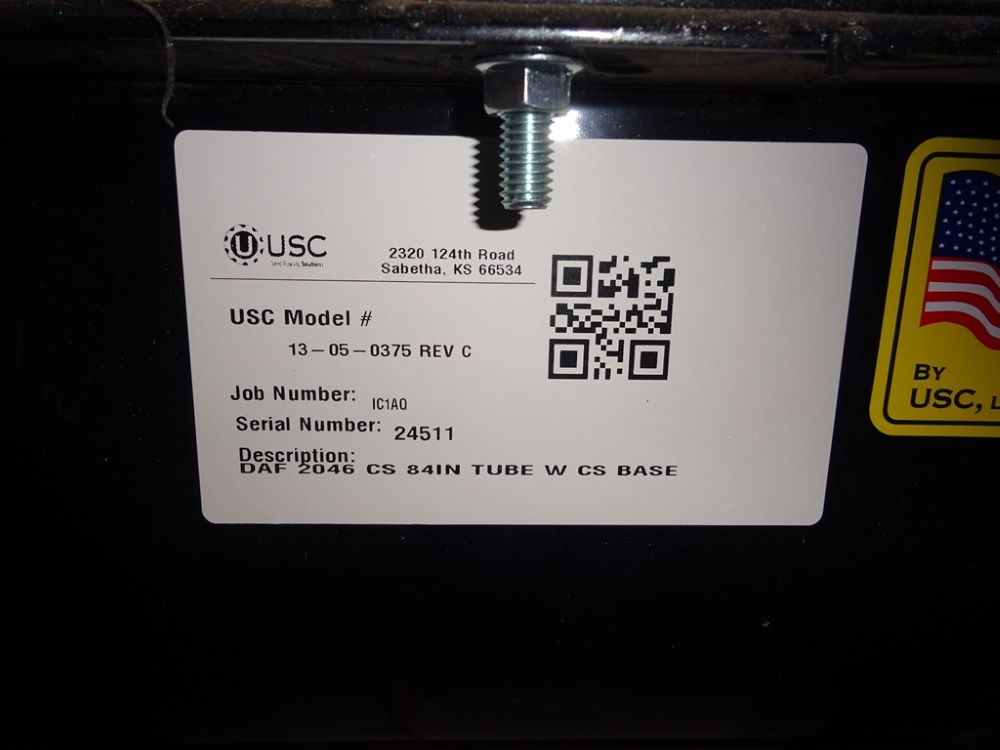 USC
2320 124th Road
Sabetha, KS 66534
USC Model #
13-05-0375 REV C
Job Number: IC1AQ
Serial Number: 24511
Description:
DAF 2046 CS 84IN TUBE W CS BASE
BY
USC,